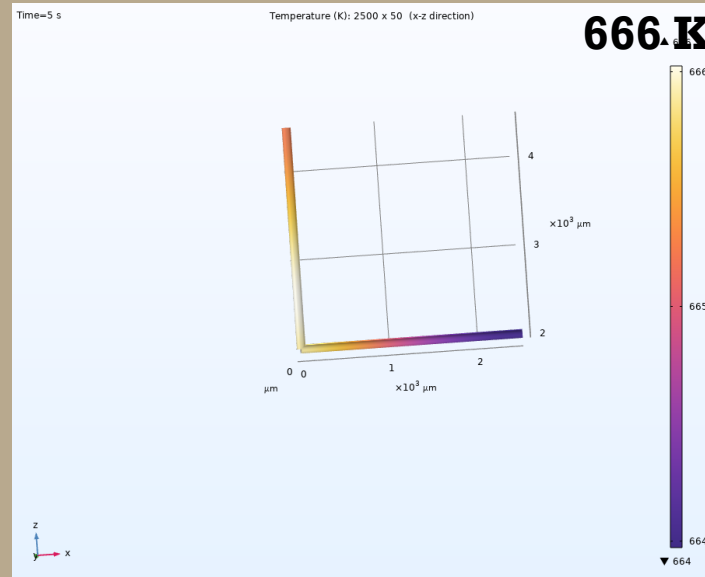 Time=5 s
Temperature (K): 2500 x 50 (x-z direction)
666 K
▲
666
4
×10³ µm
3
665
2
0
0
1
2
µm
×10³ µm
664
z
y
x
▼ 664